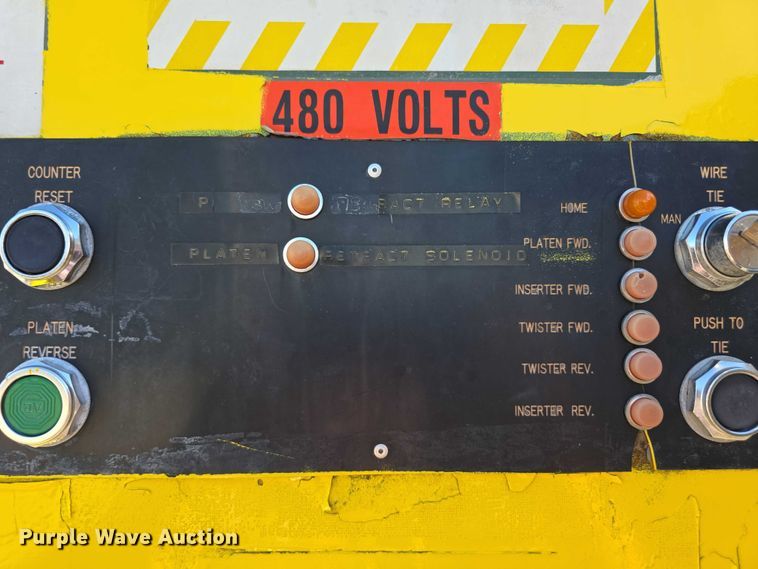 480 VOLTS
COUNTER
RESET
RELAY
PLATEN RETRACT SOLENOID
HOME
PLATEN FWD.
INSERTER FWD.
TWISTER FWD.
TWISTER REV.
INSERTER REV.
MAN
WIRE
TIE
PLATEN
REVERSE
PUSH TO
TIE
Purple Wave Auction